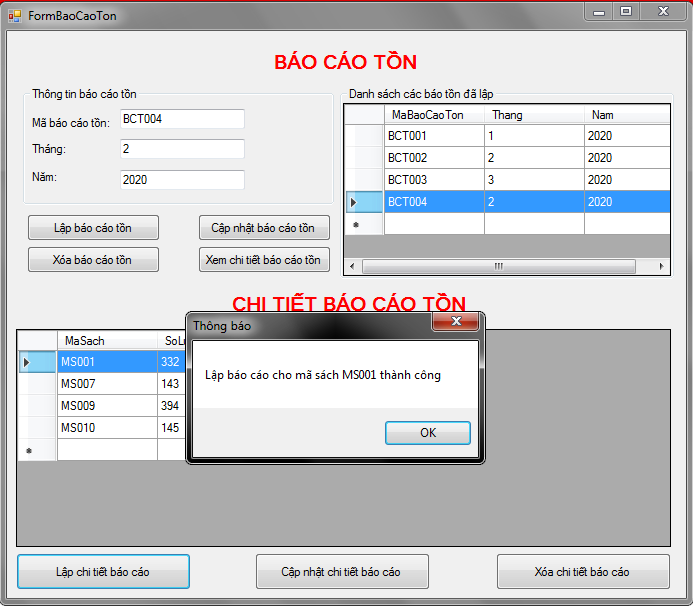 FormBaoCaoTon
BÁO CÁO TỒN
Thông tin báo cáo tồn
Mã báo cáo tồn: BCT004
Tháng: 2
Năm: 2020
Lập báo cáo tồn Cập nhật báo cáo tồn
Xóa báo cáo tồn Xem chi tiết báo cáo tồn
Danh sách các báo tồn đã lập
MaBaoCaoTon Thang Nam
BCT001 1 2020
BCT002 2 2020
BCT003 3 2020
BCT004 2 2020
CHI TIẾT BÁO CÁO TỒN
MaSach
MS001 332
MS007 143
MS009 394
MS010 145
Thông báo
Lập báo cáo cho mã sách MS001 thành công
OK
Lập chi tiết báo cáo Cập nhật chi tiết báo cáo Xóa chi tiết báo cáo